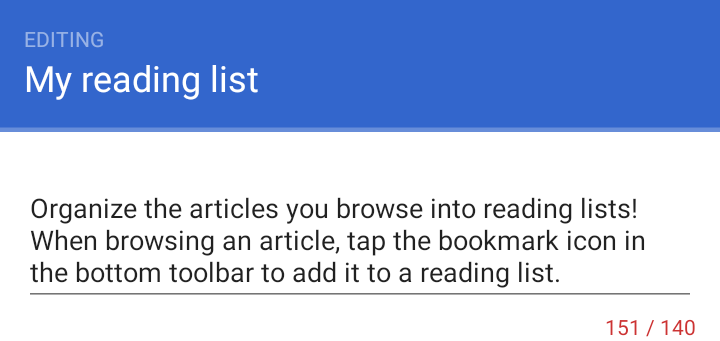 EDITING
My reading list
Organize the articles you browse into reading lists!
When browsing an article, tap the bookmark icon in
the bottom toolbar to add it to a reading list.
151 / 140